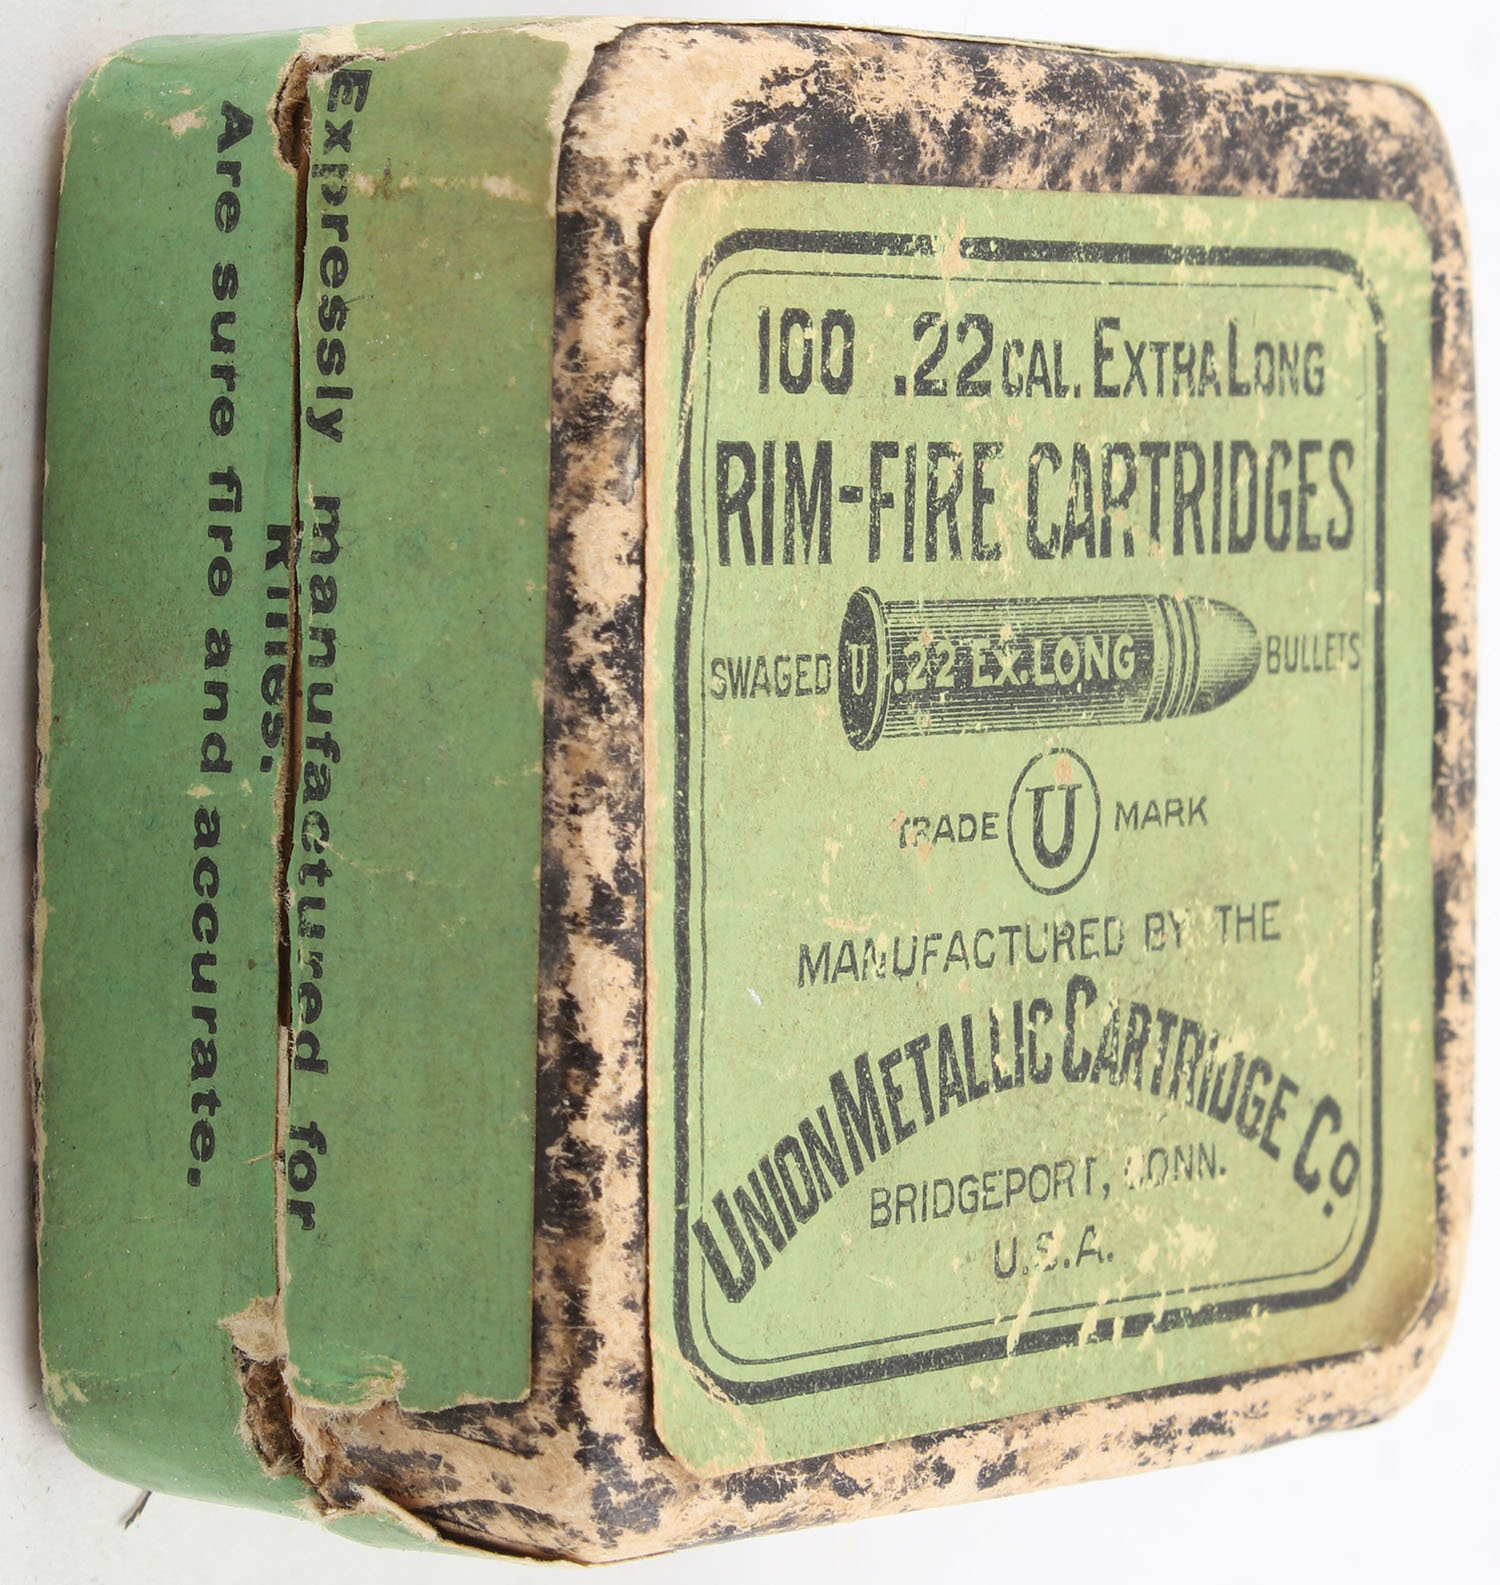 100 .22 CAL. EXTRA LONG
RIM-FIRE CARTRIDGES
SWAGED U .22 EX. LONG BULLETS
TRADE U MARK
MANUFACTURED BY THE
UNION METALLIC CARTRIDGE CO.
BRIDGEPORT, CONN.
U.S.A.
Expressly manufactured for
Rifles.
Are sure fire and accurate.